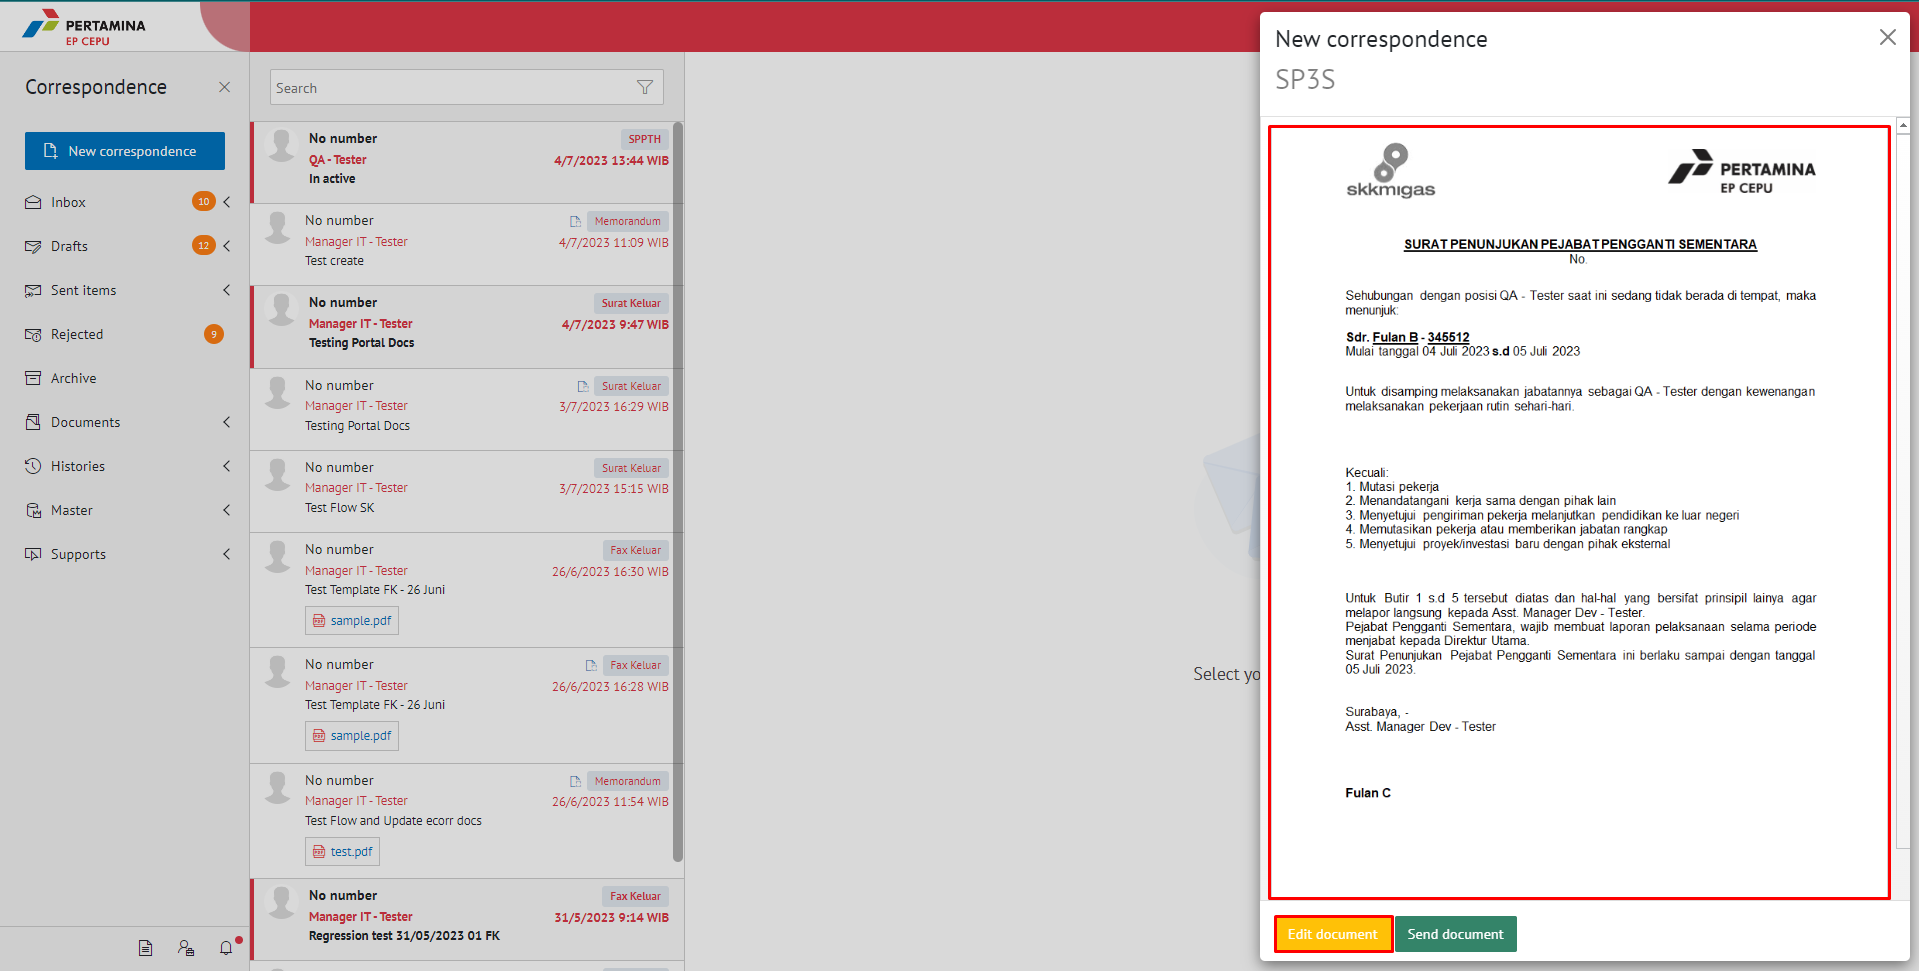 PERTAMINA
EP CEPU
Correspondence
New correspondence
Inbox
10
Drafts
12
Sent items
Rejected
9
Archive
Documents
Histories
Master
Supports
Search
No number
SPPTH
QA - Tester
4/7/2023 13:44 WIB
In active
No number
Memorandum
Manager IT - Tester
4/7/2023 11:09 WIB
Test create
No number
Surat Keluar
Manager IT - Tester
4/7/2023 9:47 WIB
Testing Portal Docs
No number
Surat Keluar
Manager IT - Tester
3/7/2023 16:29 WIB
Testing Portal Docs
No number
Surat Keluar
Manager IT - Tester
3/7/2023 15:15 WIB
Test Flow SK
No number
Fax Keluar
Manager IT - Tester
26/6/2023 16:30 WIB
Test Template FK - 26 Juni
sample.pdf
No number
Fax Keluar
Manager IT - Tester
26/6/2023 16:28 WIB
Test Template FK - 26 Juni
sample.pdf
No number
Memorandum
Manager IT - Tester
26/6/2023 11:54 WIB
Test Flow and Update ecorr docs
test.pdf
No number
Fax Keluar
Manager IT - Tester
31/5/2023 9:14 WIB
Regression test 31/05/2023 01 FK
Select yo
New correspondence
SP3S
skkmigas
PERTAMINA
EP CEPU
SURAT PENUNJUKAN PEJABAT PENGGANTI SEMENTARA
No.
Sehubungan dengan posisi QA - Tester saat ini sedang tidak berada di tempat, maka
menunjuk:
Sdr. Fulan B - 345512
Mulai tanggal 04 Juli 2023 s.d 05 Juli 2023
Untuk disamping melaksanakan jabatannya sebagai QA - Tester dengan kewenangan
melaksanakan pekerjaan rutin sehari-hari.
Kecuali:
1. Mutasi pekerja
2. Menandatangani kerja sama dengan pihak lain
3. Menyetujui pengiriman pekerja melanjutkan pendidikan ke luar negeri
4. Memutasikan pekerja atau memberikan jabatan rangkap
5. Menyetujui proyek/investasi baru dengan pihak eksternal
Untuk Butir 1 s.d 5 tersebut diatas dan hal-hal yang bersifat prinsipil lainya agar
melapor langsung kepada Asst. Manager Dev - Tester.
Pejabat Pengganti Sementara, wajib membuat laporan pelaksanaan selama periode
menjabat kepada Direktur Utama.
Surat Penunjukan Pejabat Pengganti Sementara ini berlaku sampai dengan tanggal
05 Juli 2023.
Surabaya, -
Asst. Manager Dev - Tester
Fulan C
Edit document
Send document